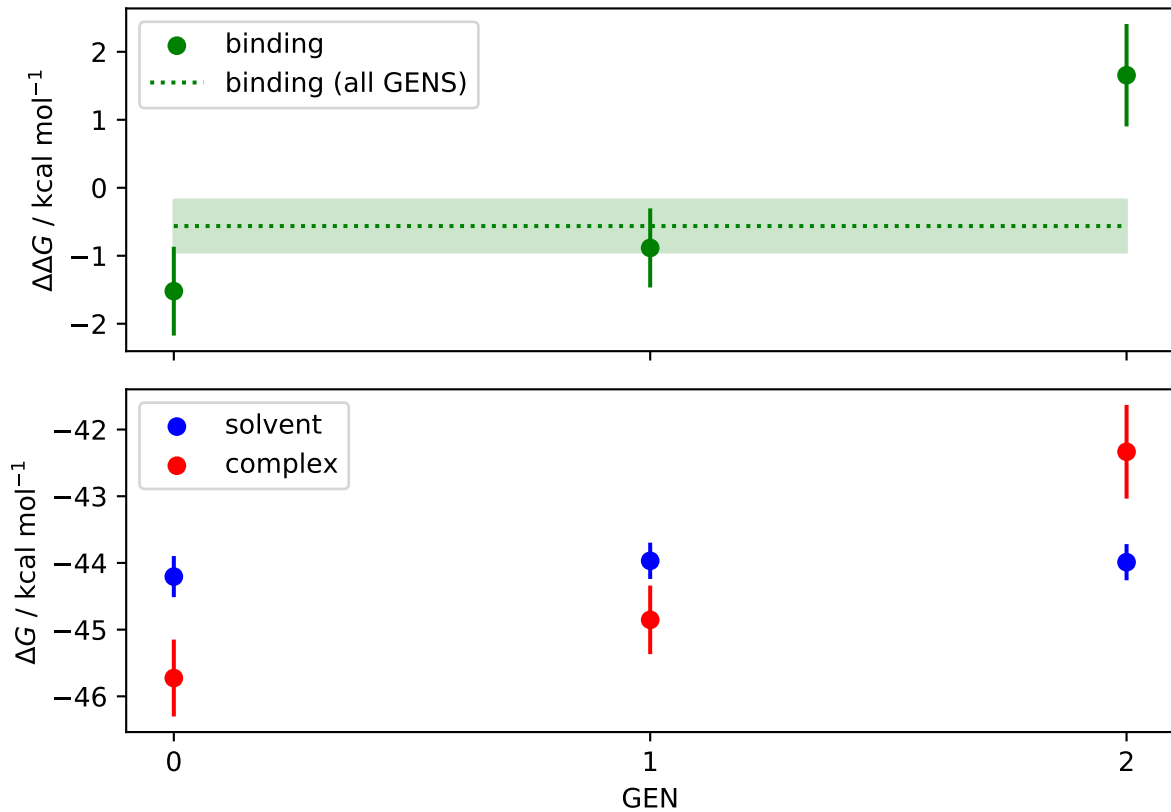 binding
binding (all GENS)
2
1
0
−1
−2
ΔΔG / kcal mol⁻¹
solvent
complex
−42
−43
−44
−45
−46
ΔG / kcal mol⁻¹
0 1 2
GEN